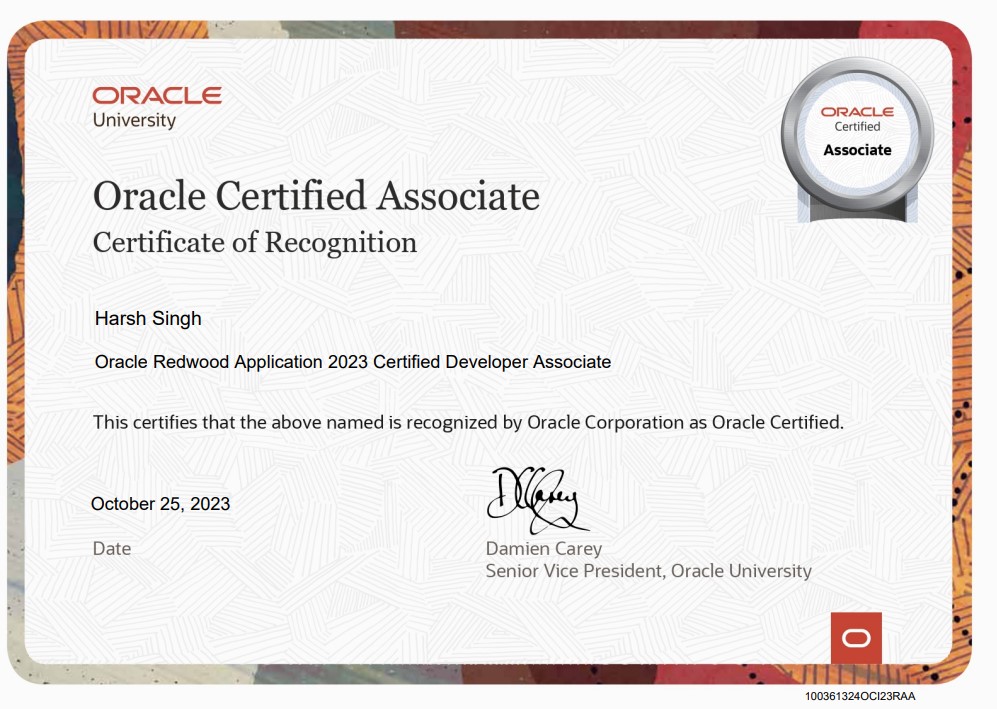 ORACLE
University
ORACLE
Certified
Associate
Oracle Certified Associate
Certificate of Recognition
Harsh Singh
Oracle Redwood Application 2023 Certified Developer Associate
This certifies that the above named is recognized by Oracle Corporation as Oracle Certified.
October 25, 2023
Date
DCarey
Damien Carey
Senior Vice President, Oracle University
100361324OCI23RAA